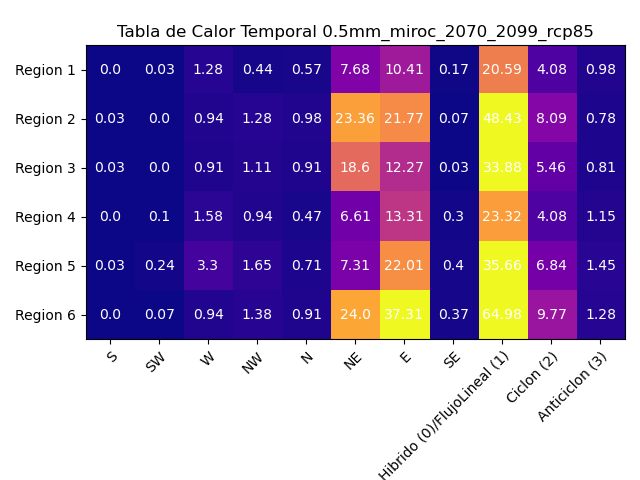 Tabla de Calor Temporal 0.5mm_miroc_2070_2099_rcp85
Region 1 0.0 0.03 1.28 0.44 0.57 7.68 10.41 0.17 20.59 4.08 0.98
Region 2 0.03 0.0 0.94 1.28 0.98 23.36 21.77 0.07 48.43 8.09 0.78
Region 3 0.03 0.0 0.91 1.11 0.91 18.6 12.27 0.03 33.88 5.46 0.81
Region 4 0.0 0.1 1.58 0.94 0.47 6.61 13.31 0.3 23.32 4.08 1.15
Region 5 0.03 0.24 3.3 1.65 0.71 7.31 22.01 0.4 35.66 6.84 1.45
Region 6 0.0 0.07 0.94 1.38 0.91 24.0 37.31 0.37 64.98 9.77 1.28
S SW W NW N NE E SE Hibrido (0)/FlujoLineal (1) Ciclon (2) Anticiclon (3)